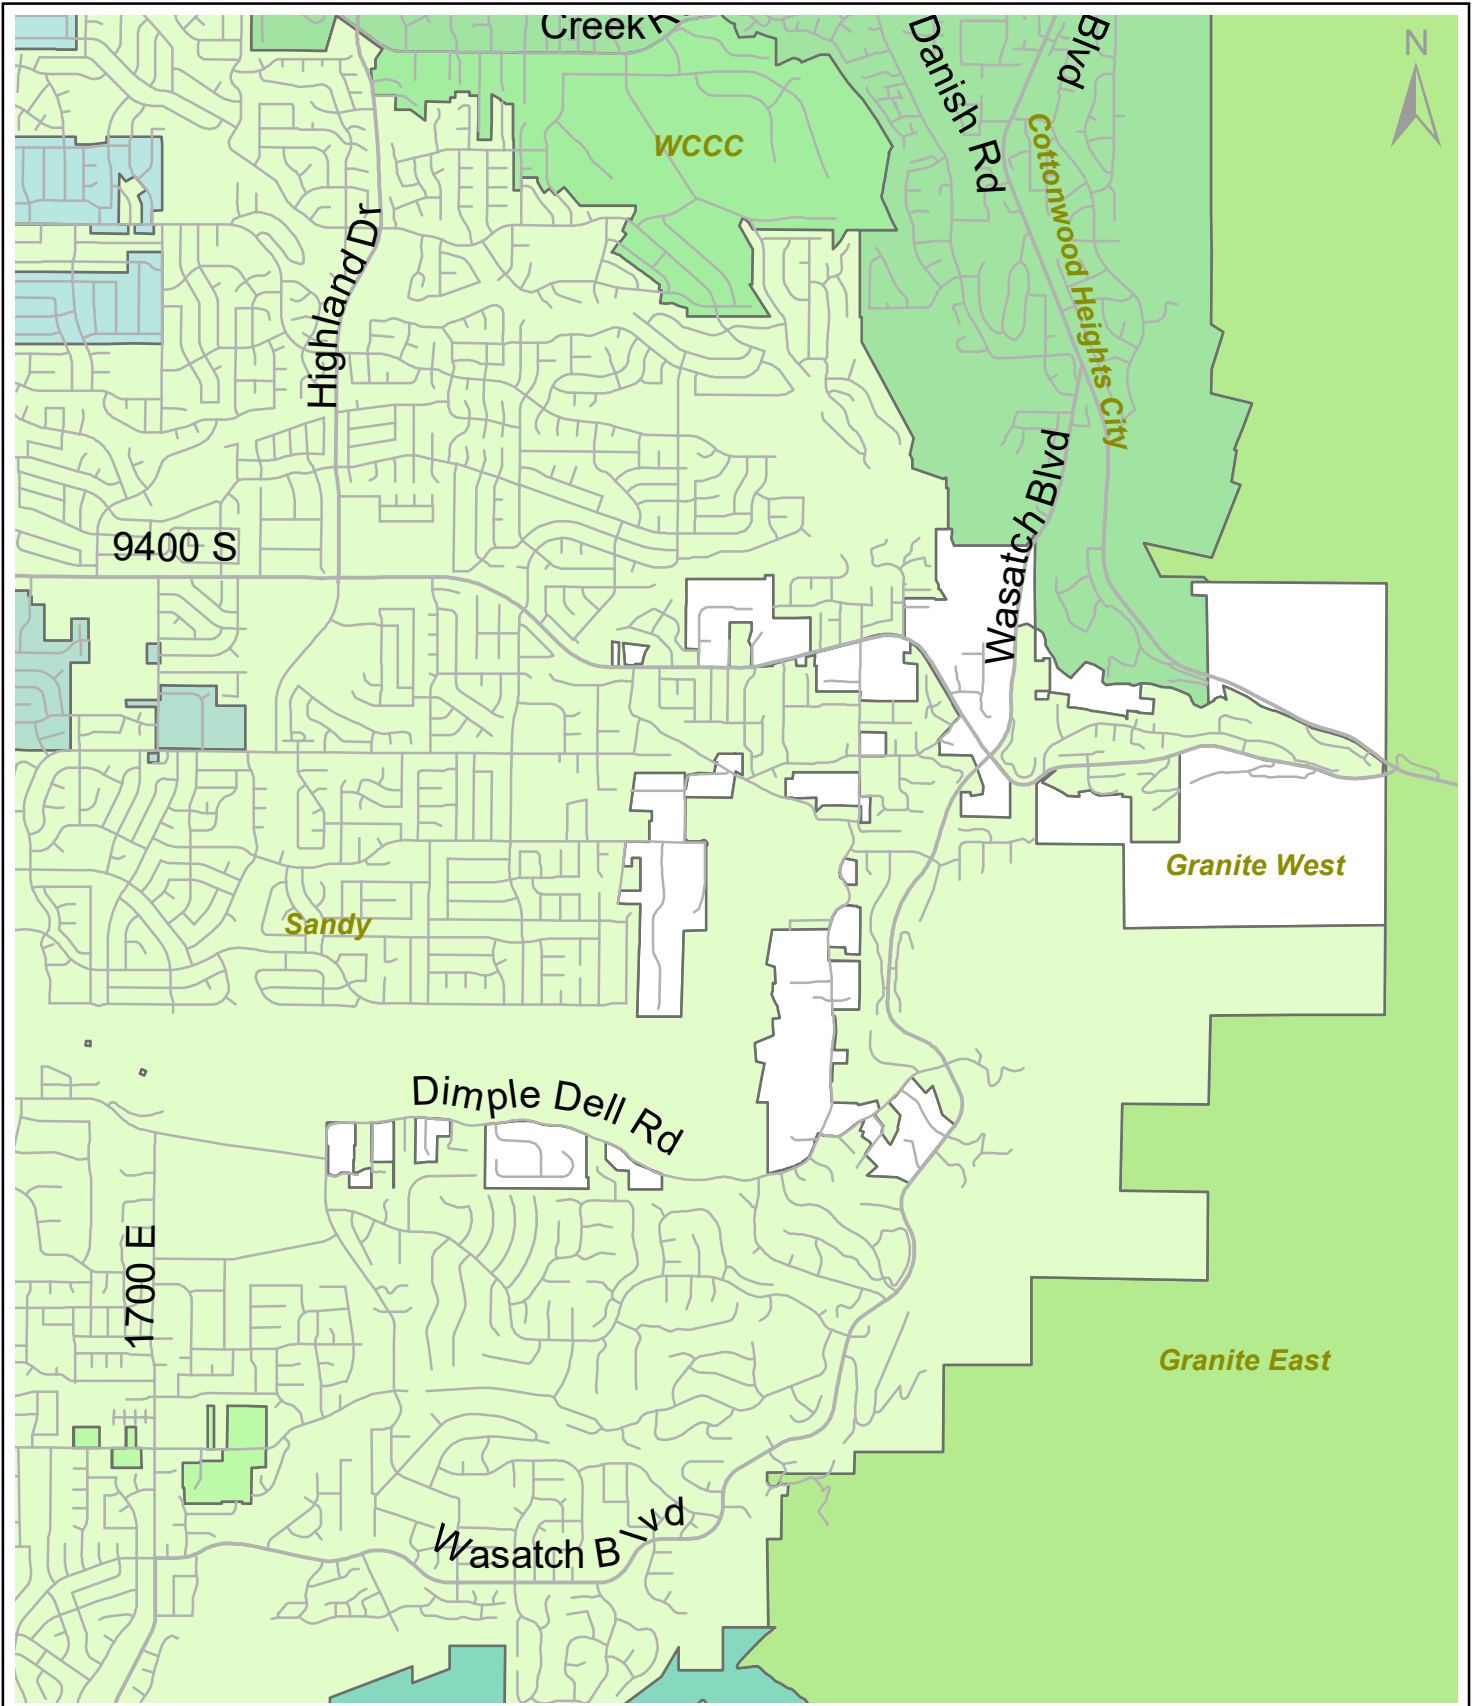 Creek R
Danish Rd
Blvd
N
WCCC
Cottonwood Heights City
Highland Dr
Wasatch Blvd
9400 S
Granite West
Sandy
Dimple Dell Rd
1700 E
Granite East
Wasatch Blvd